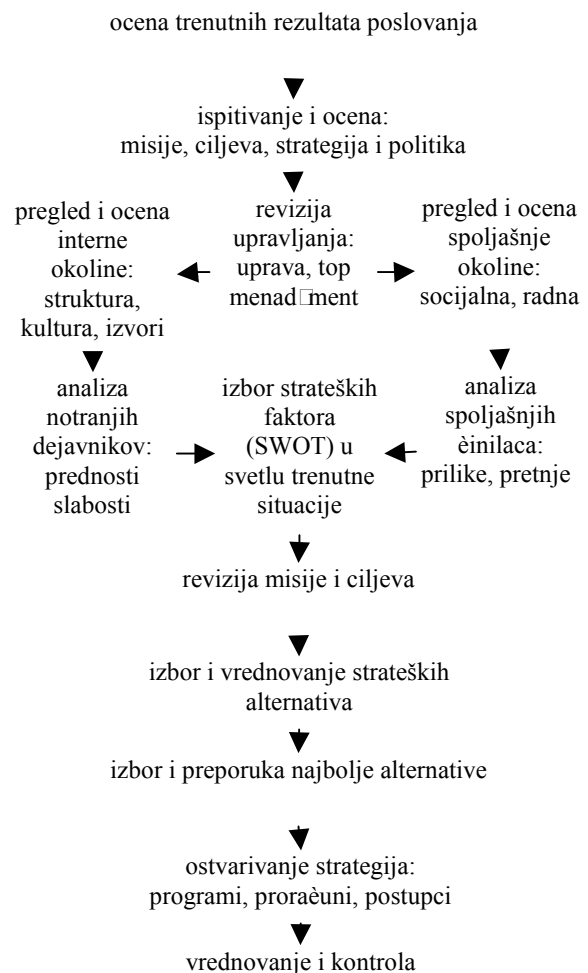 ocena trenutnih rezultata poslovanja
ispitivanje i ocena:
misije, ciljeva, strategija i politika
pregled i ocena
interne
okoline:
struktura,
kultura, izvori
revizija
upravljanja:
uprava, top
menad□ment
pregled i ocena
spoljašnje
okoline:
socijalna, radna
analiza
notranjih
dejavnikov:
prednosti
slabosti
izbor strateških
faktora
(SWOT) u
svetlu trenutne
situacije
analiza
spoljašnjih
èinilaca:
prilike, pretnje
revizija misije i ciljeva
izbor i vrednovanje strateških
alternativa
izbor i preporuka najbolje alternative
ostvarivanje strategija:
programi, proraèuni, postupci
vrednovanje i kontrola